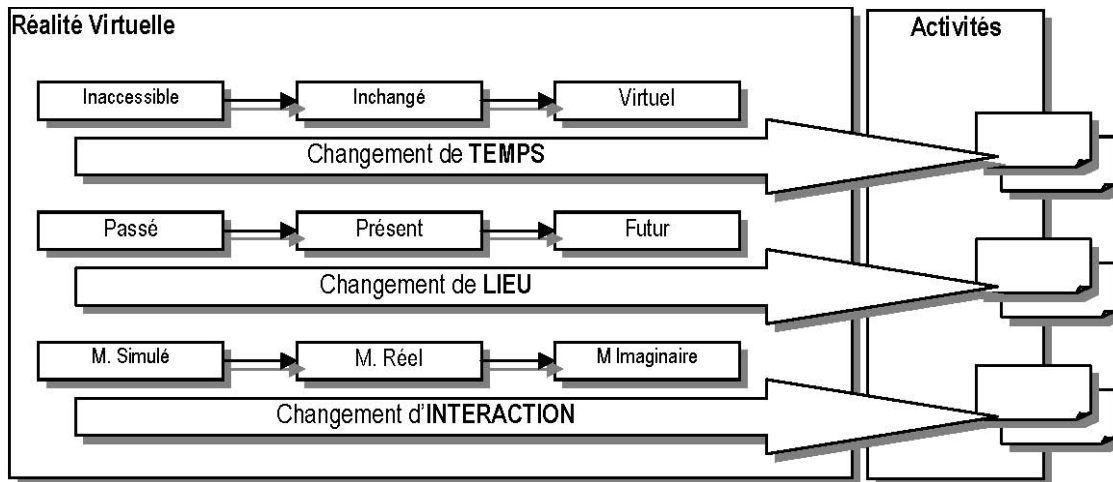 Réalité Virtuelle
Activités
Inaccessible
Inchangé
Virtuel
Changement de TEMPS
Passé
Présent
Futur
Changement de LIEU
M. Simulé
M. Réel
M Imaginaire
Changement d'INTERACTION